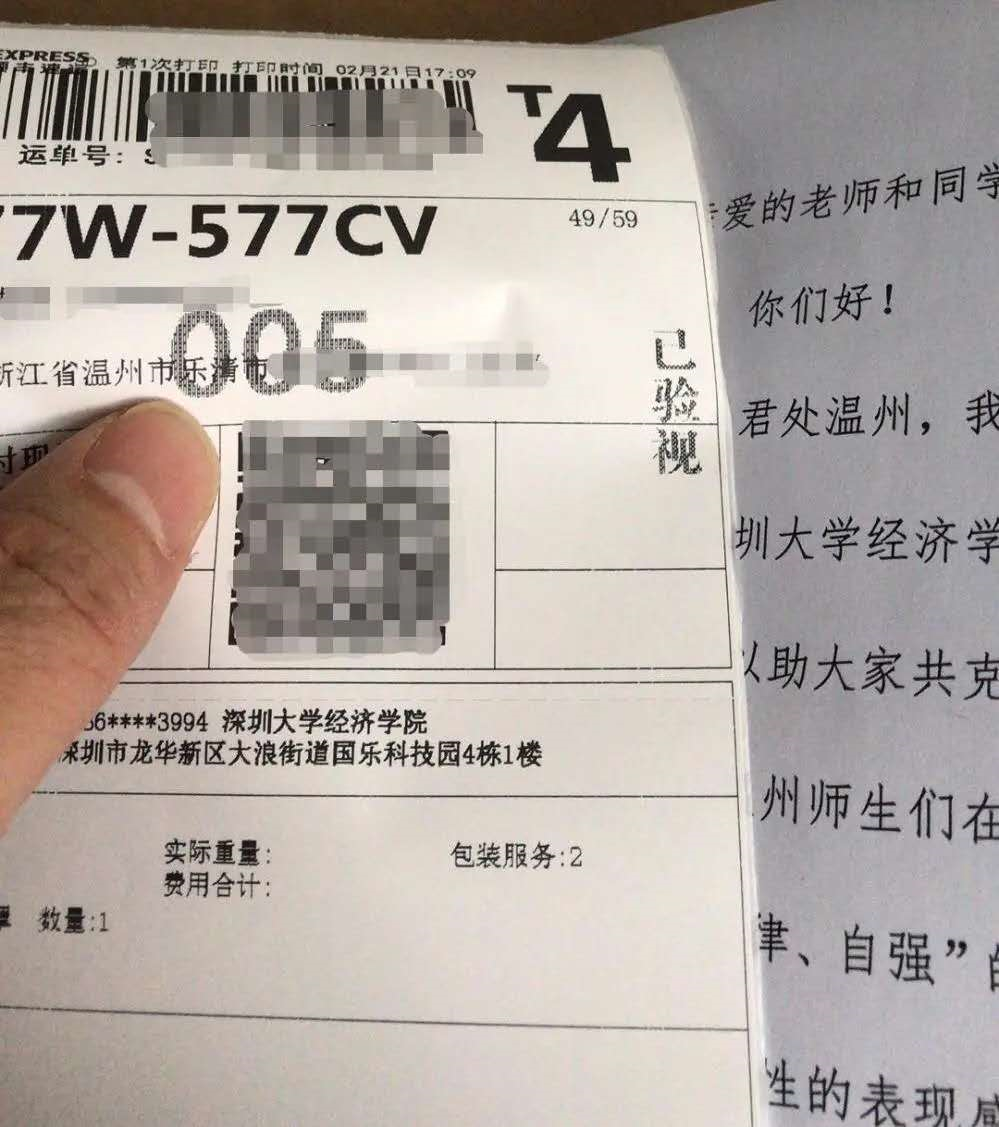 EXPRESS
第1次打印 打印时间 02月21日17:09
T4
运单号：S
77W-577CV
49/59
005
浙江省温州市乐清市
已验视
付现
86****3994 深圳大学经济学院
深圳市龙华新区大浪街道国乐科技园4栋1楼
实际重量：
包装服务:2
费用合计：
数量:1
爱的老师和同学
你们好！
君处温州，我
圳大学经济学
以助大家共克
州师生们在
律、自强”的
性的表现感